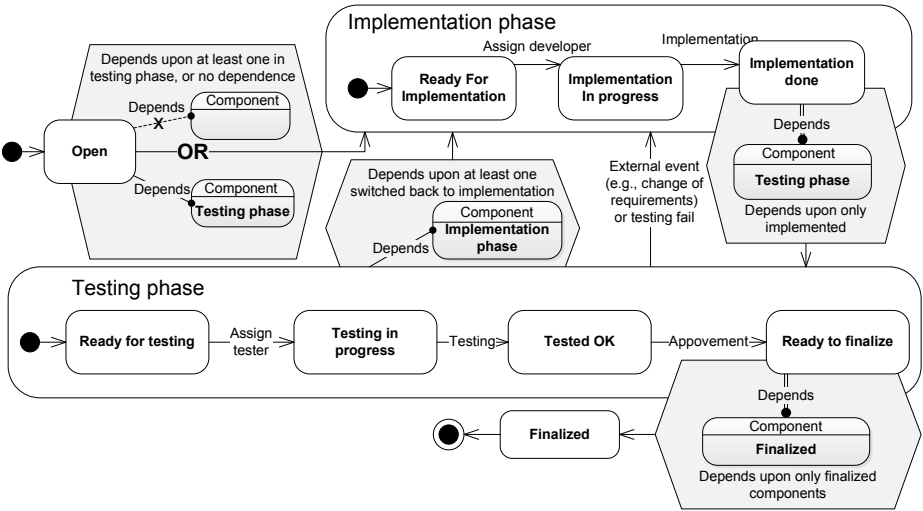 Implementation phase
Depends upon at least one in
testing phase, or no dependence
Depends
X
Component
Open
OR
Depends
Component
Testing phase
Assign developer
Implementation
Ready For
Implementation
Implementation
In progress
Implementation
done
Depends
Component
Testing phase
Depends upon only
implemented
Depends upon at least one
switched back to implementation
Component
Implementation
phase
Depends
External event
(e.g., change of
requirements)
or testing fail
Testing phase
Ready for testing
Assign
tester
Testing in
progress
Testing
Tested OK
Appovement
Ready to finalize
Depends
Component
Finalized
Depends upon only finalized
components
Finalized